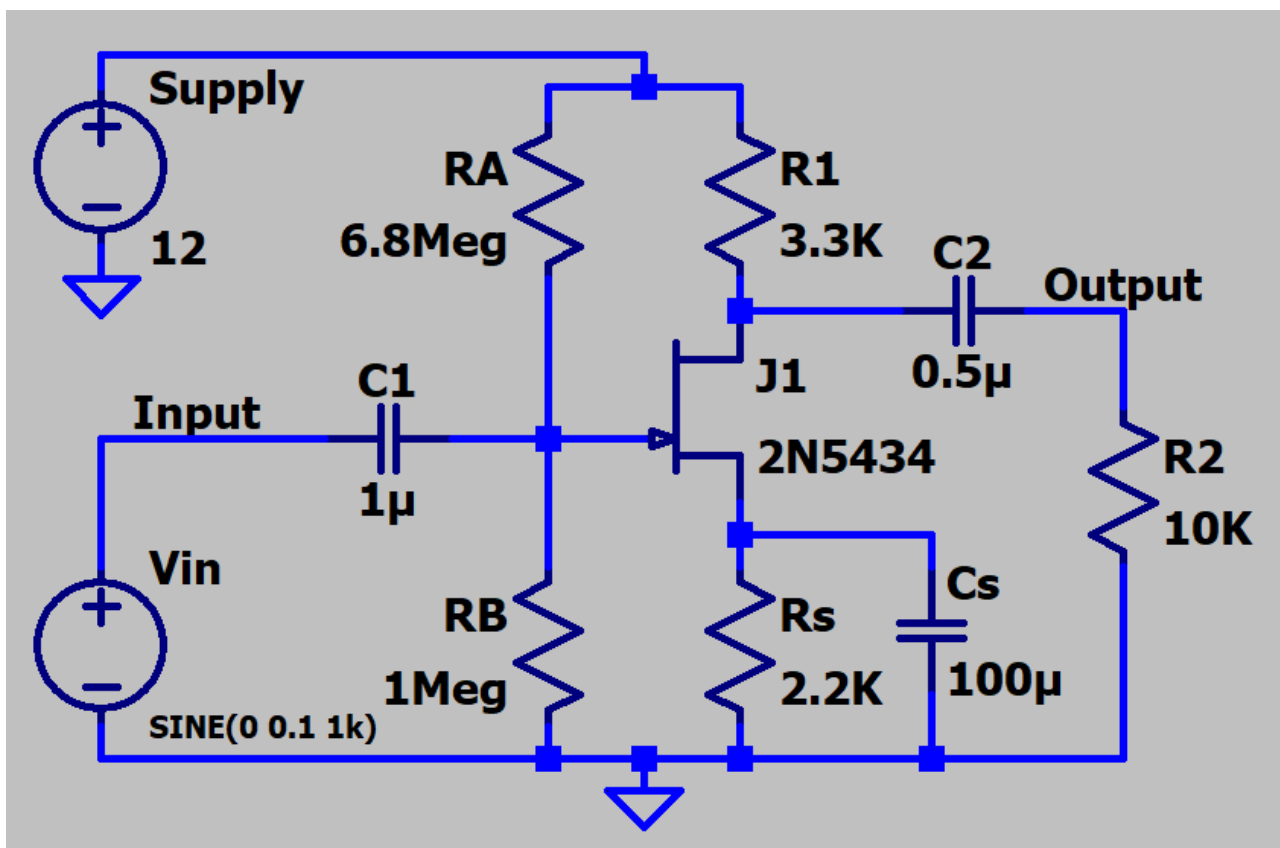 Supply
12
RA
6.8Meg
R1
3.3K
C2
0.5µ
Output
Input
C1
1µ
J1
2N5434
R2
10K
Vin
SINE(0 0.1 1k)
RB
1Meg
Rs
2.2K
Cs
100µ